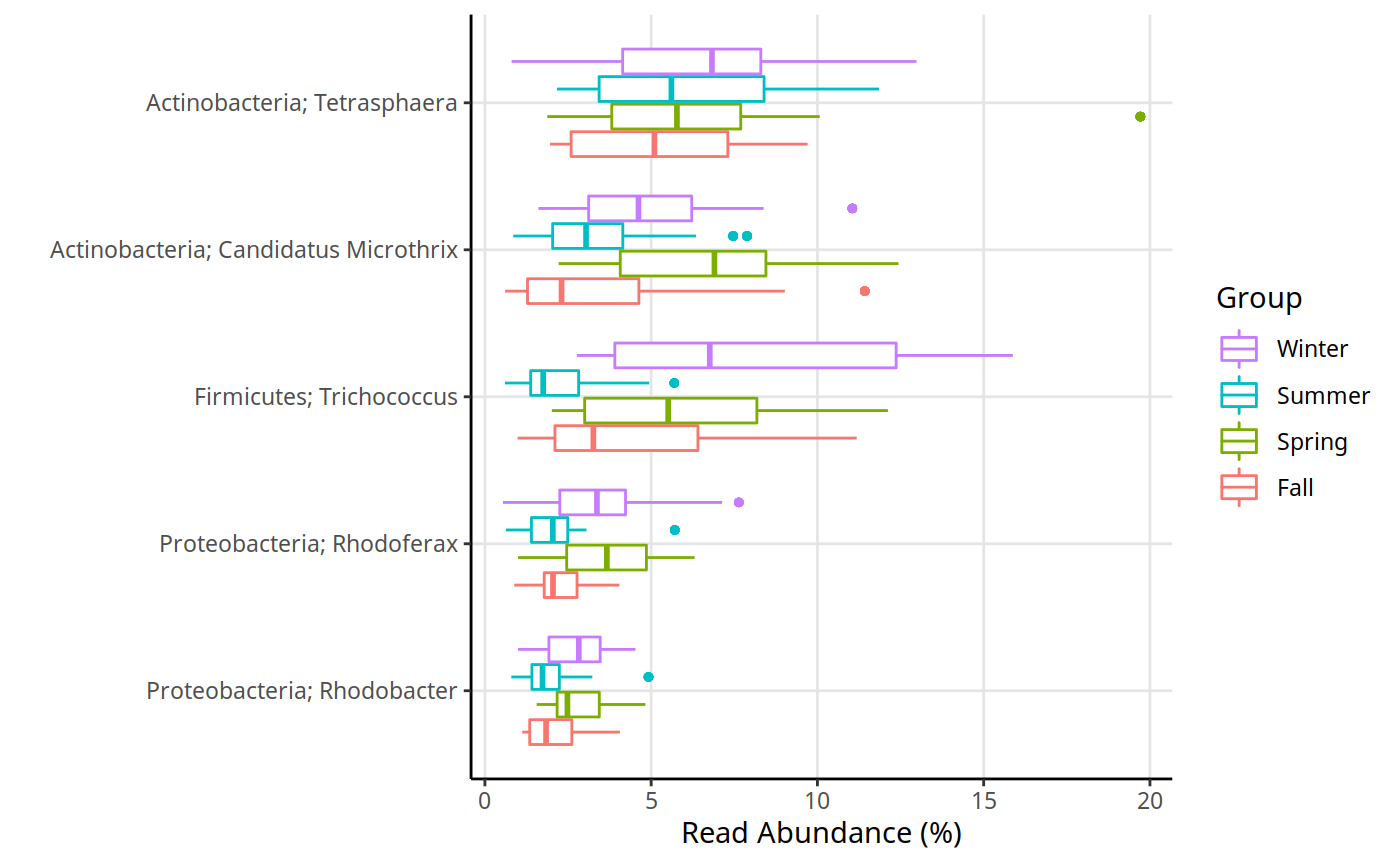 Actinobacteria; Tetrasphaera
Actinobacteria; Candidatus Microthrix
Firmicutes; Trichococcus
Proteobacteria; Rhodoferax
Proteobacteria; Rhodobacter
0 5 10 15 20
Read Abundance (%)
Group
Winter
Summer
Spring
Fall